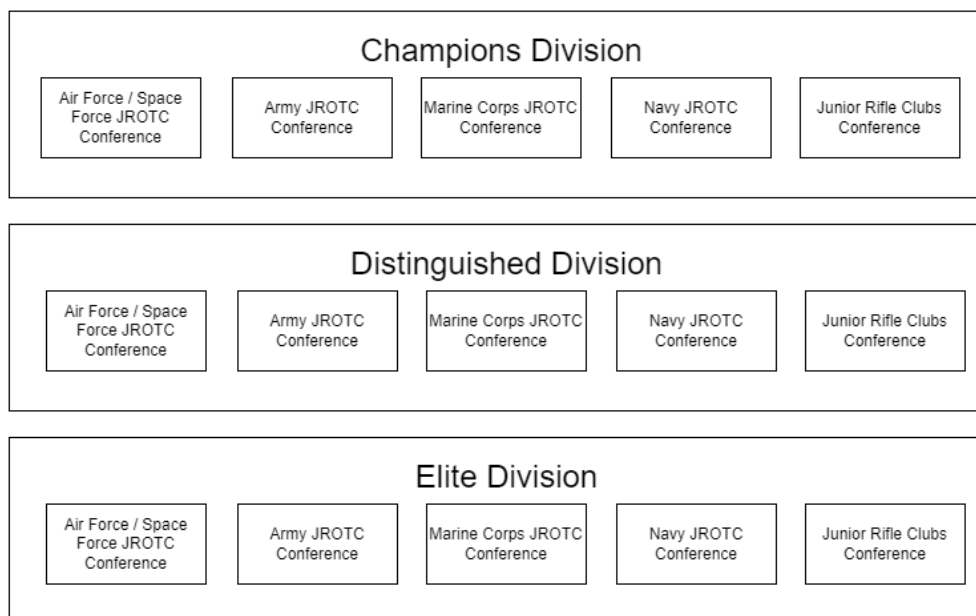 Champions Division
Air Force / Space
Force JROTC
Conference
Army JROTC
Conference
Marine Corps JROTC
Conference
Navy JROTC
Conference
Junior Rifle Clubs
Conference
Distinguished Division
Air Force / Space
Force JROTC
Conference
Army JROTC
Conference
Marine Corps JROTC
Conference
Navy JROTC
Conference
Junior Rifle Clubs
Conference
Elite Division
Air Force / Space
Force JROTC
Conference
Army JROTC
Conference
Marine Corps JROTC
Conference
Navy JROTC
Conference
Junior Rifle Clubs
Conference